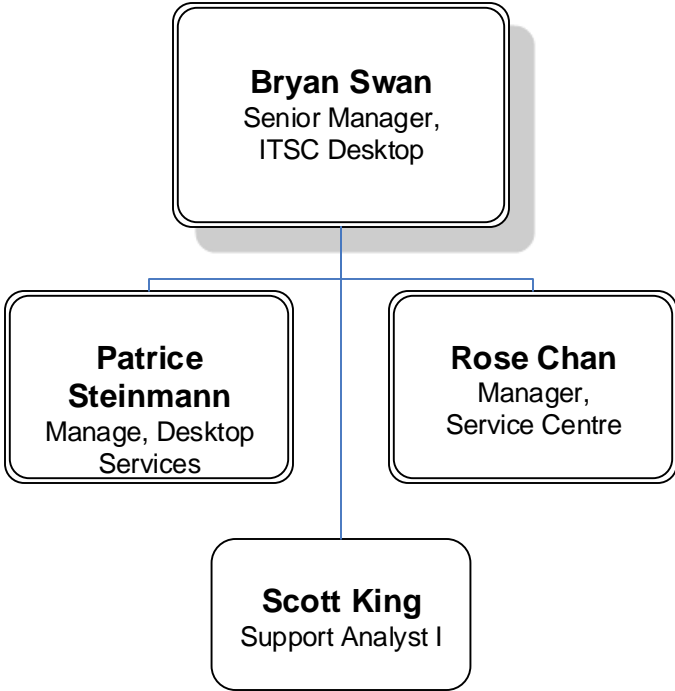 Bryan Swan
Senior Manager,
ITSC Desktop
Patrice
Steinmann
Manage, Desktop
Services
Rose Chan
Manager,
Service Centre
Scott King
Support Analyst I